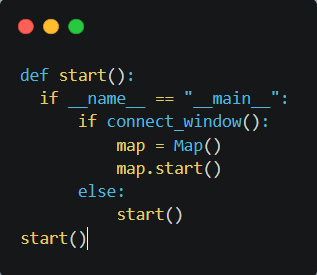 def start():
  if __name__ == "__main__":
      if connect_window():
          map = Map()
          map.start()
      else:
          start()
start()